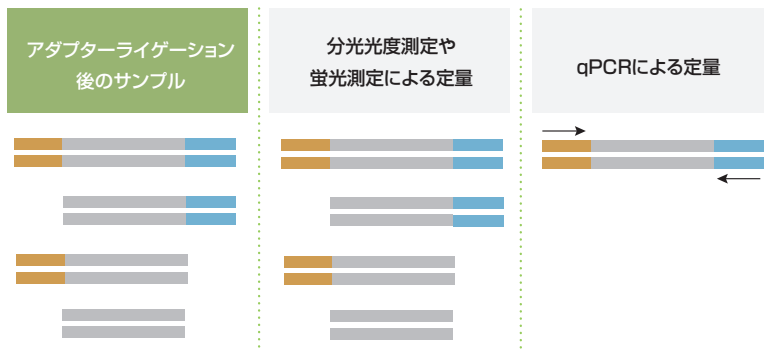 アダプターライゲーション
後のサンプル
分光光度測定や
蛍光測定による定量
qPCRによる定量